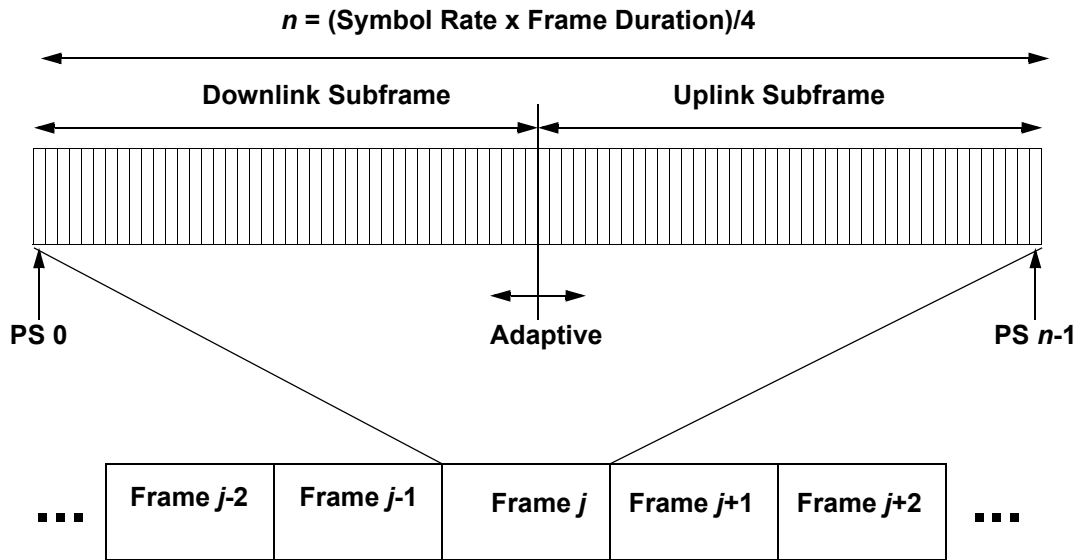 n = (Symbol Rate x Frame Duration)/4
Downlink Subframe Uplink Subframe
PS 0 Adaptive PS n-1
... Frame j-2 Frame j-1 Frame j Frame j+1 Frame j+2 ...